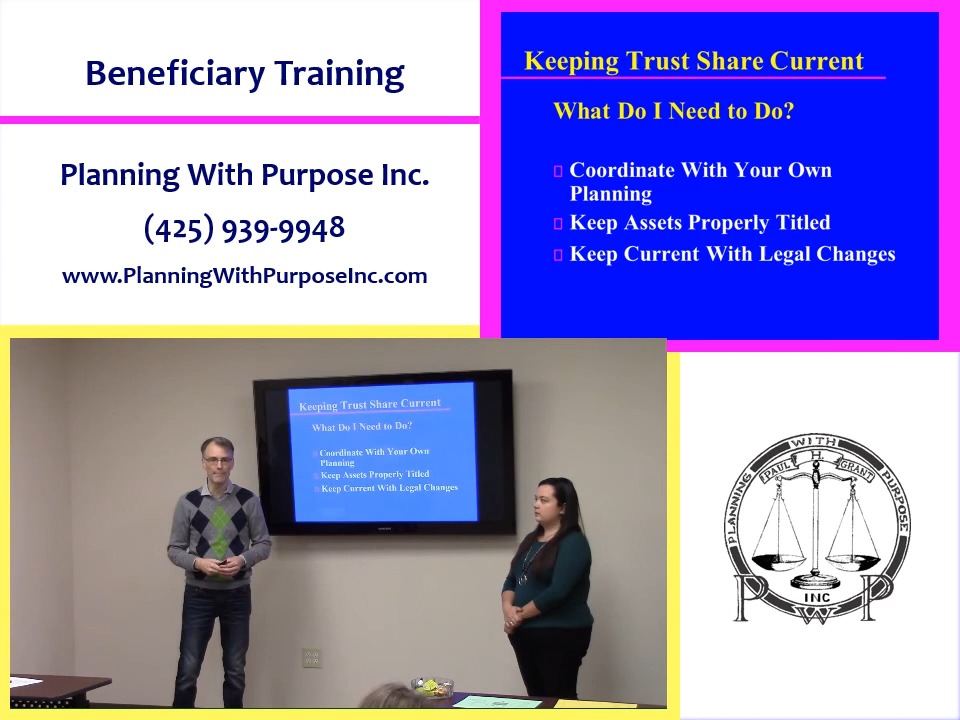 Beneficiary Training
Planning With Purpose Inc.
(425) 939-9948
www.PlanningWithPurposeInc.com
Keeping Trust Share Current
What Do I Need to Do?
Coordinate With Your Own
Planning
Keep Assets Properly Titled
Keep Current With Legal Changes
Keeping Trust Share Current
What Do I Need to Do?
Coordinate With Your Own
Planning
Keep Assets Properly Titled
Keep Current With Legal Changes
PLANNING WITH PURPOSE
PAUL H. GRANT
INC
PWP